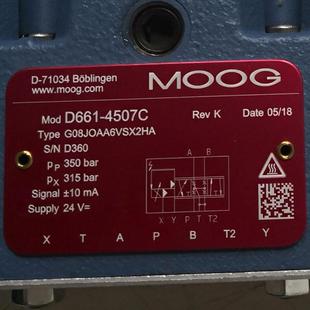 D-71034 Böblingen
www.moog.com
MOOG
Mod D661-4507C Rev K Date 05/18
Type G08JOAA6VSX2HA
S/N D360
pP 350 bar
pX 315 bar
Signal ±10 mA
Supply 24 V=
A B
X Y P T T2
X T A P B T2 Y